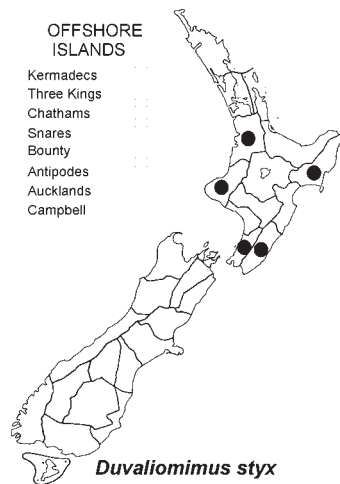 OFFSHORE
ISLANDS
Kermadecs
Three Kings
Chathams
Snares
Bounty
Antipodes
Aucklands
Campbell
Duvaliomimus styx